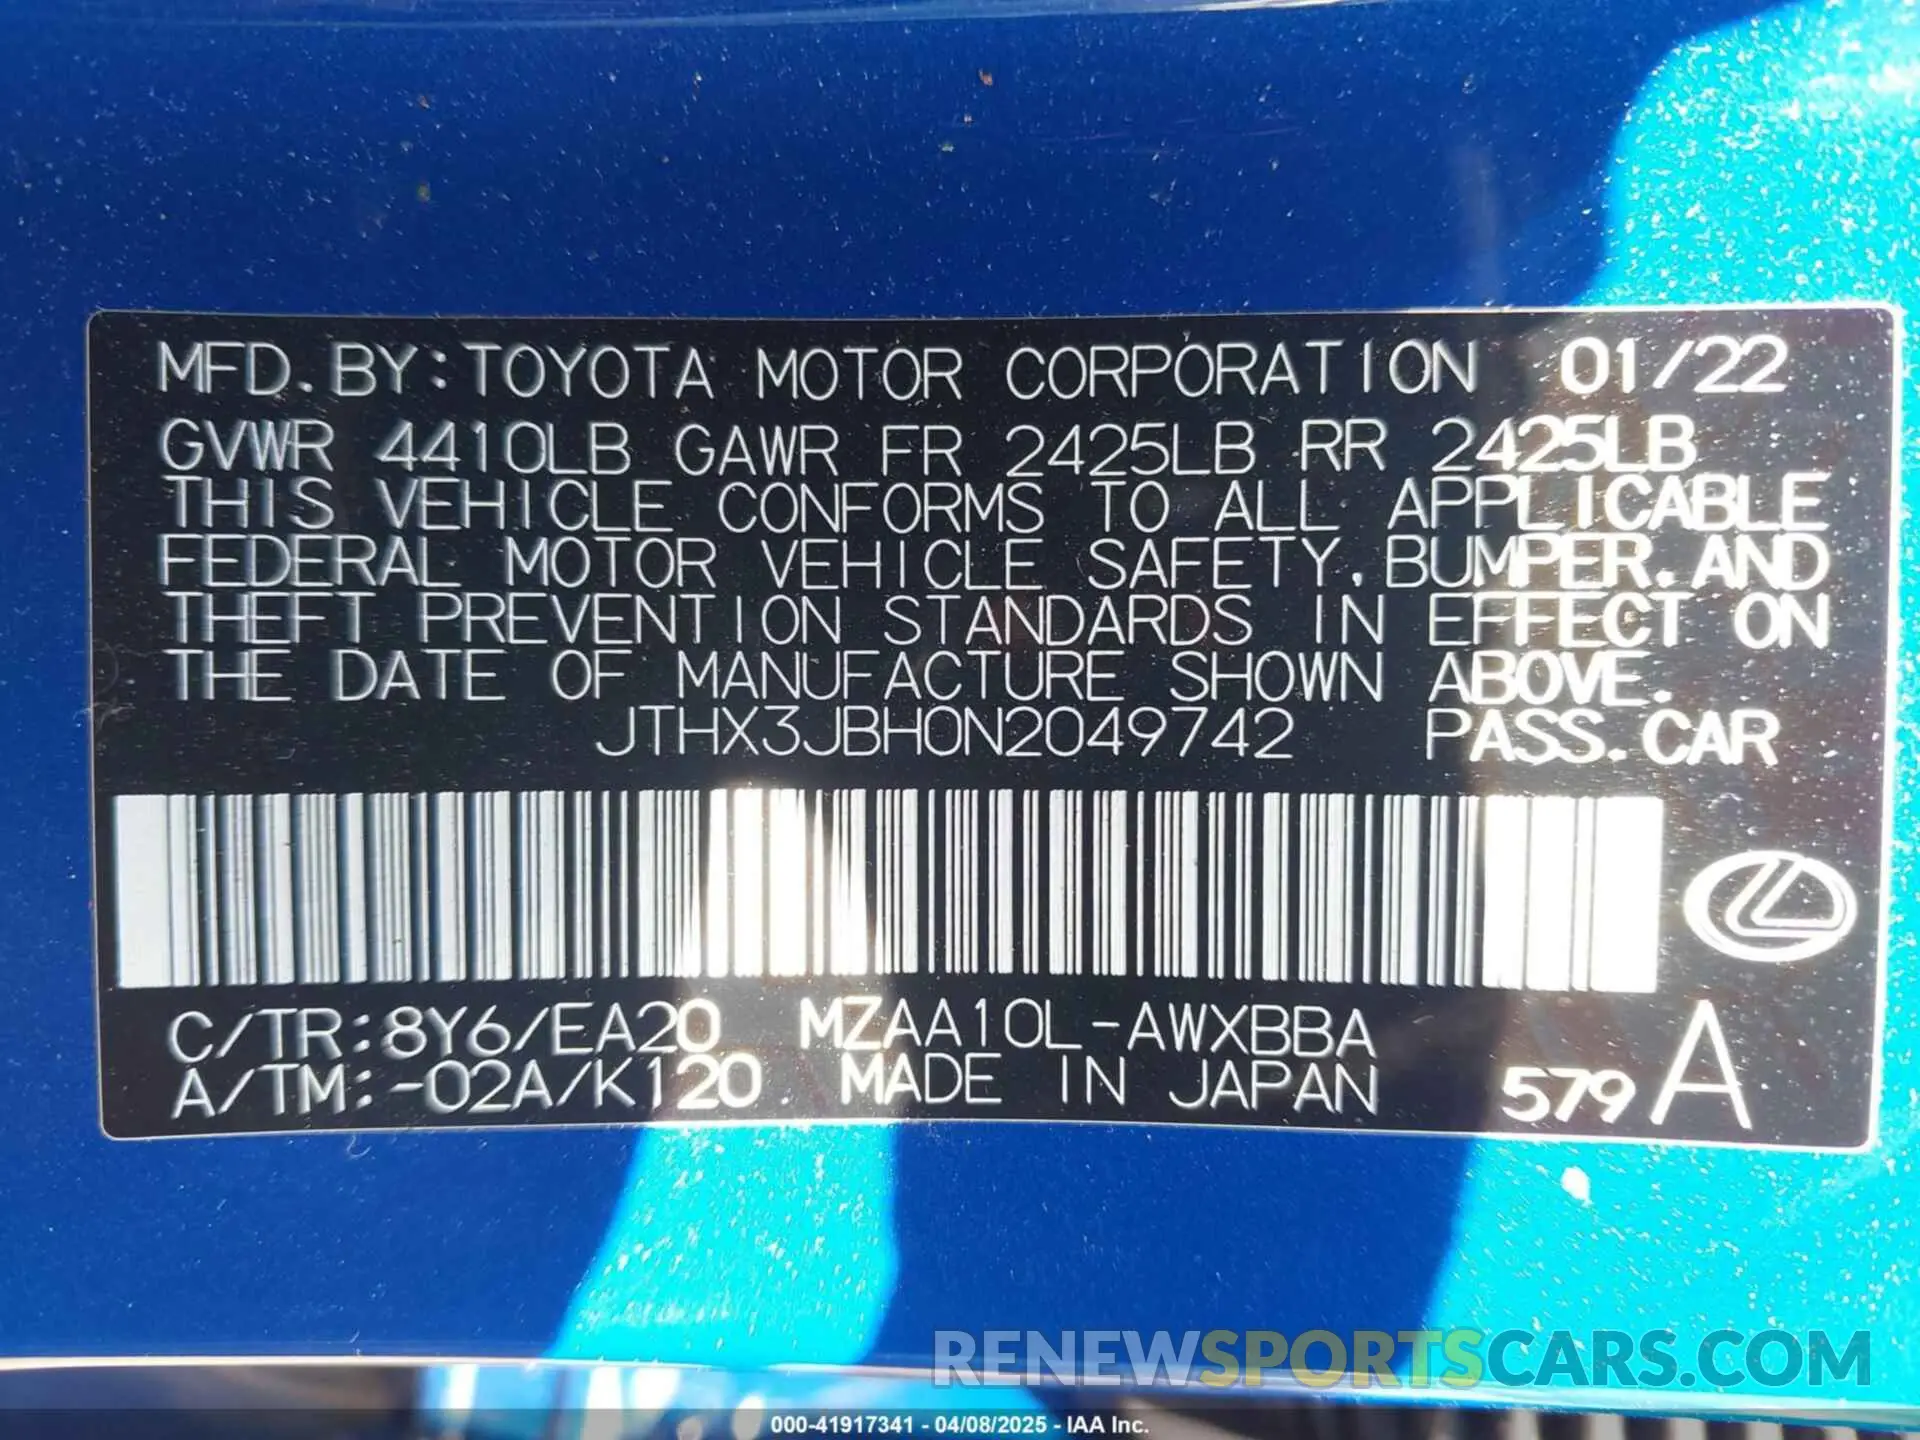 MFD.BY:TOYOTA MOTOR CORPORATION 01/22
GVWR 4410LB GAWR FR 2425LB RR 2425LB
THIS VEHICLE CONFORMS TO ALL APPLICABLE
FEDERAL MOTOR VEHICLE SAFETY,BUMPER,AND
THEFT PREVENTION STANDARDS IN EFFECT ON
THE DATE OF MANUFACTURE SHOWN ABOVE.
JTHX3JBH0N2049742 PASS.CAR
C/TR:8Y6/EA20 MZAA10L-AWXBBA
A/TM:-02A/K120 MADE IN JAPAN 579 A
RENEWSPORTSCARS.COM
000-41917341 - 04/08/2025 - IAA Inc.